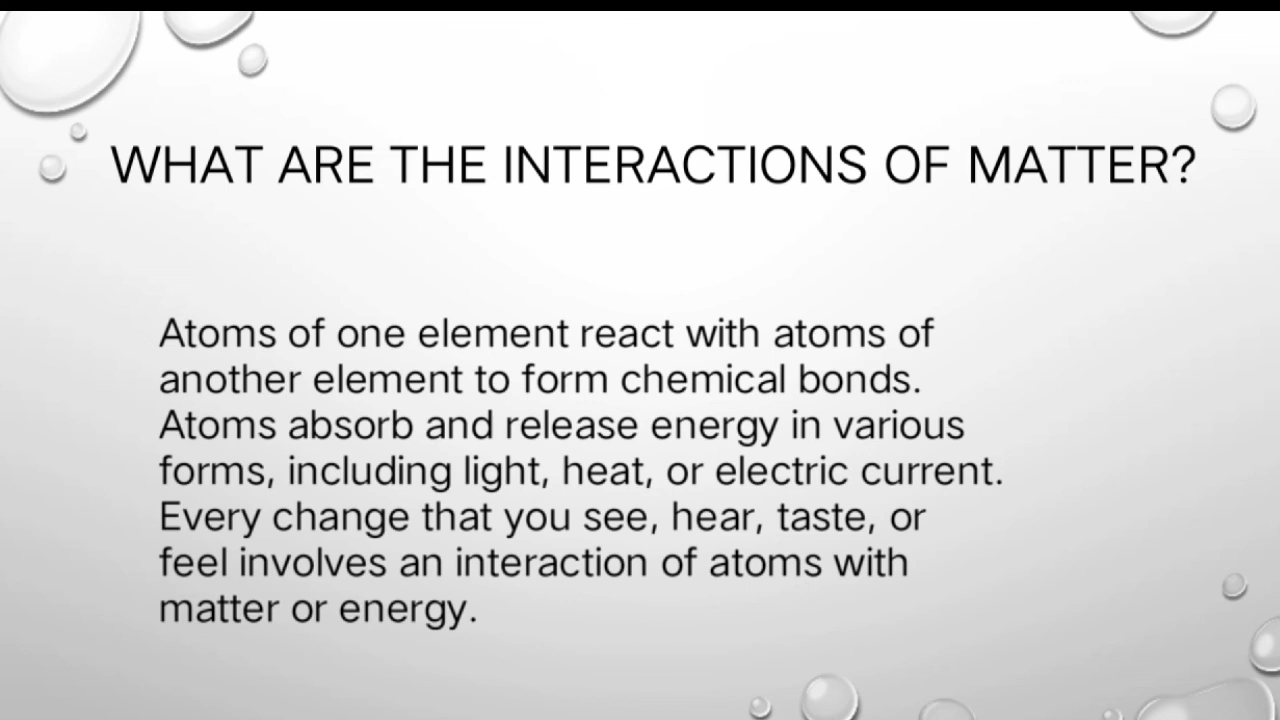 WHAT ARE THE INTERACTIONS OF MATTER?
Atoms of one element react with atoms of
another element to form chemical bonds.
Atoms absorb and release energy in various
forms, including light, heat, or electric current.
Every change that you see, hear, taste, or
feel involves an interaction of atoms with
matter or energy.